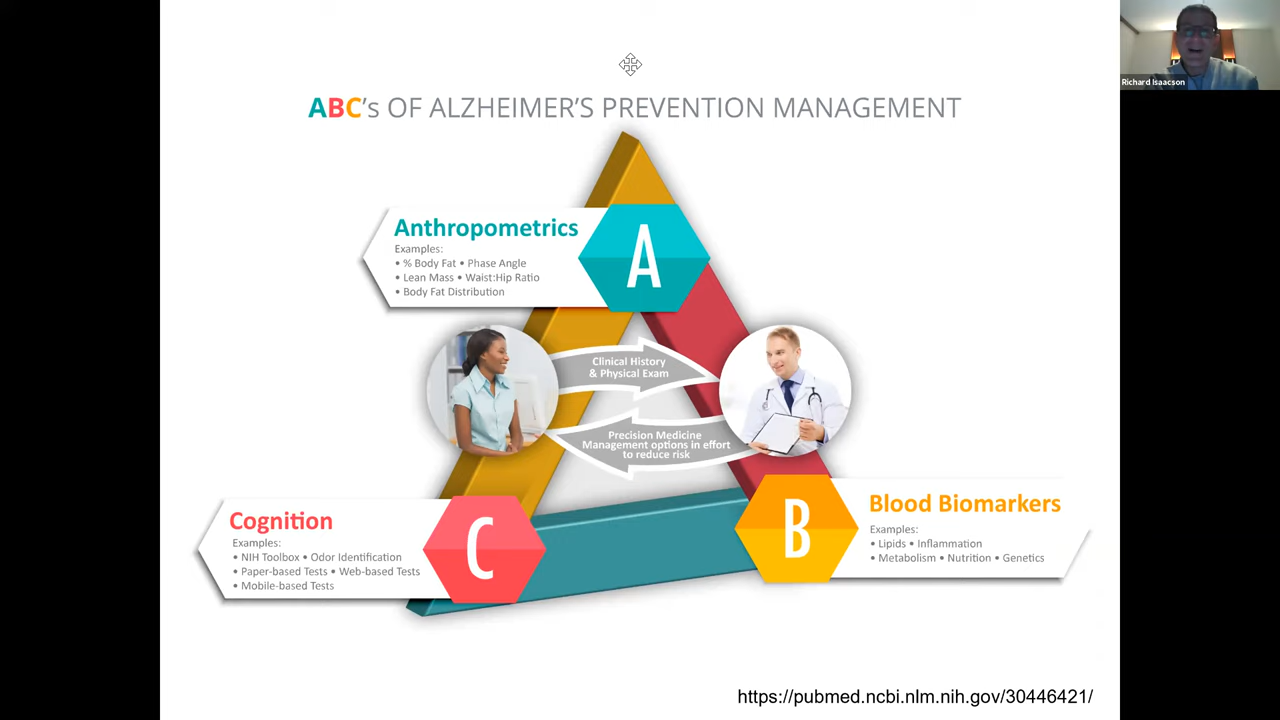 Richard Isaacson
ABC's OF ALZHEIMER'S PREVENTION MANAGEMENT
Anthropometrics
Examples:
• % Body Fat • Phase Angle
• Lean Mass • Waist:Hip Ratio
• Body Fat Distribution
A
Clinical History
& Physical Exam
Precision Medicine
Management options in effort
to reduce risk
Blood Biomarkers
Examples:
• Lipids • Inflammation
• Metabolism • Nutrition • Genetics
B
Cognition
Examples:
• NIH Toolbox • Odor Identification
• Paper-based Tests • Web-based Tests
• Mobile-based Tests
C
https://pubmed.ncbi.nlm.nih.gov/30446421/